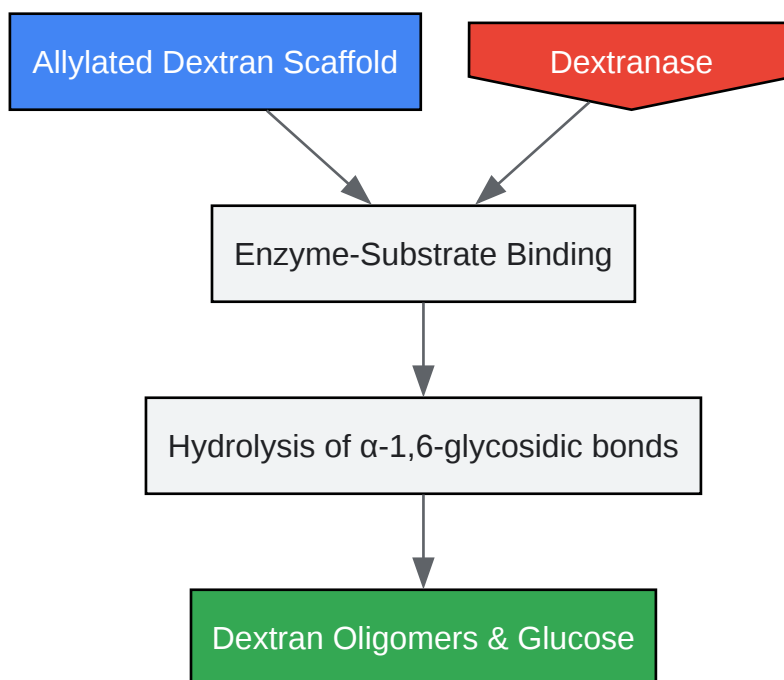 Allylated Dextran Scaffold
Dextranase
Enzyme-Substrate Binding
Hydrolysis of α-1,6-glycosidic bonds
Dextran Oligomers & Glucose